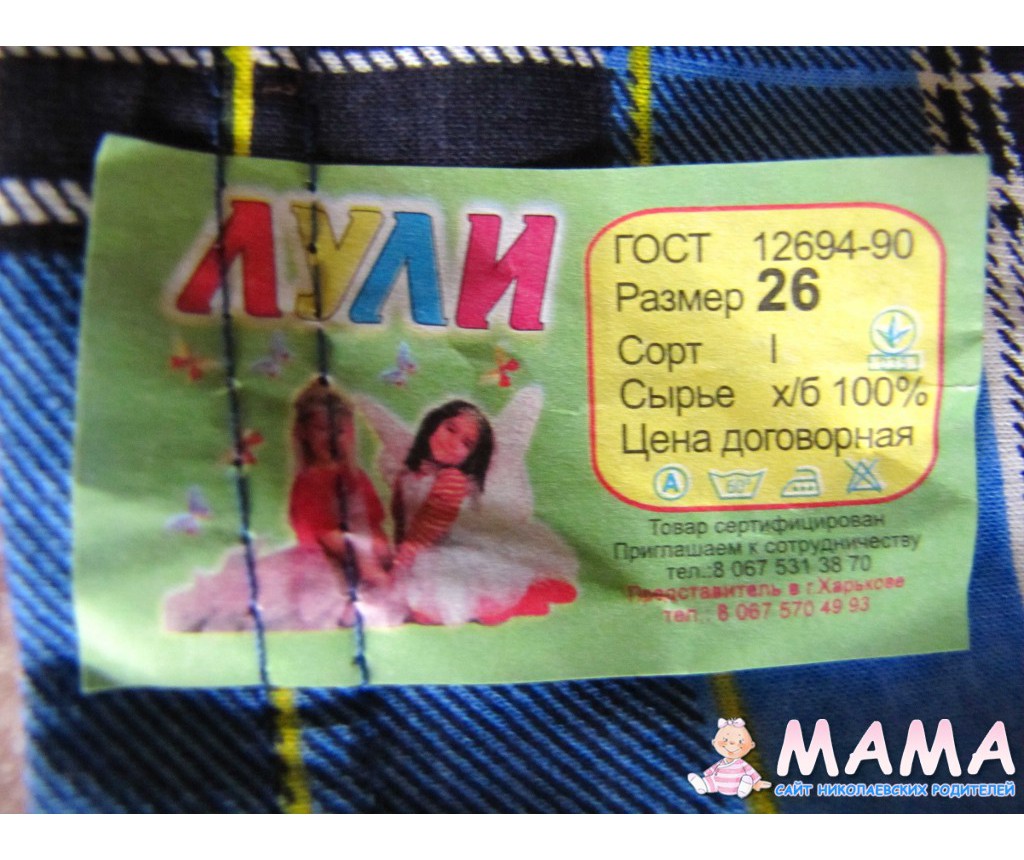 ЛУЛИ
ГОСТ 12694-90
Размер 26
Сорт I
Сырье х/б 100%
Цена договорная
А 60°
Товар сертифицирован
Приглашаем к сотрудничеству
тел.:8 067 531 38 70
Представитель в г.Харькове
тел.: 8 067 570 49 93
МАМА
САЙТ НИКОЛАЕВСКИХ РОДИТЕЛЕЙ